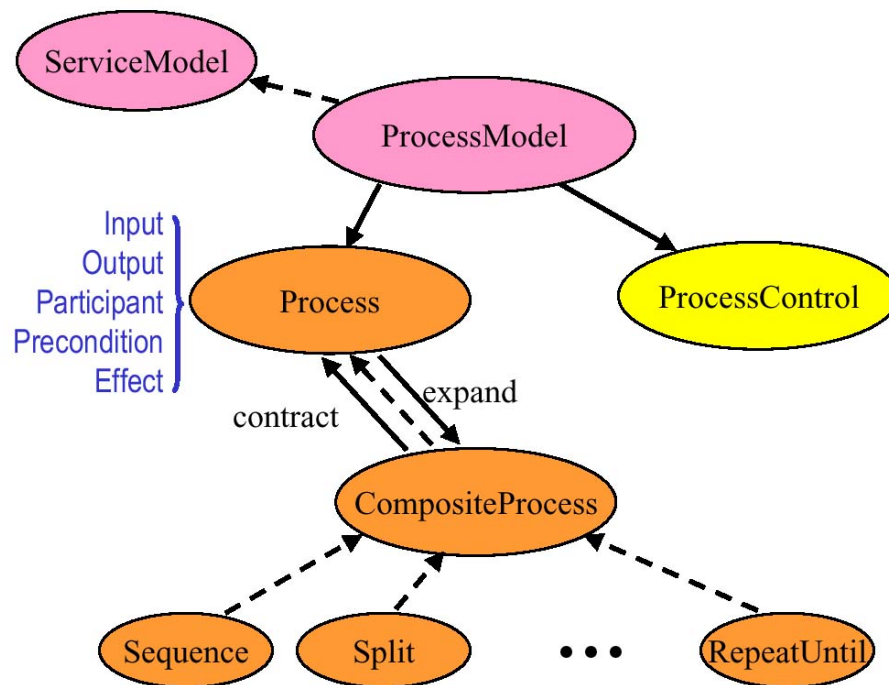 ServiceModel
ProcessModel
Input
Output
Participant
Precondition
Effect
Process
ProcessControl
expand
contract
CompositeProcess
Sequence
Split
•••
RepeatUntil